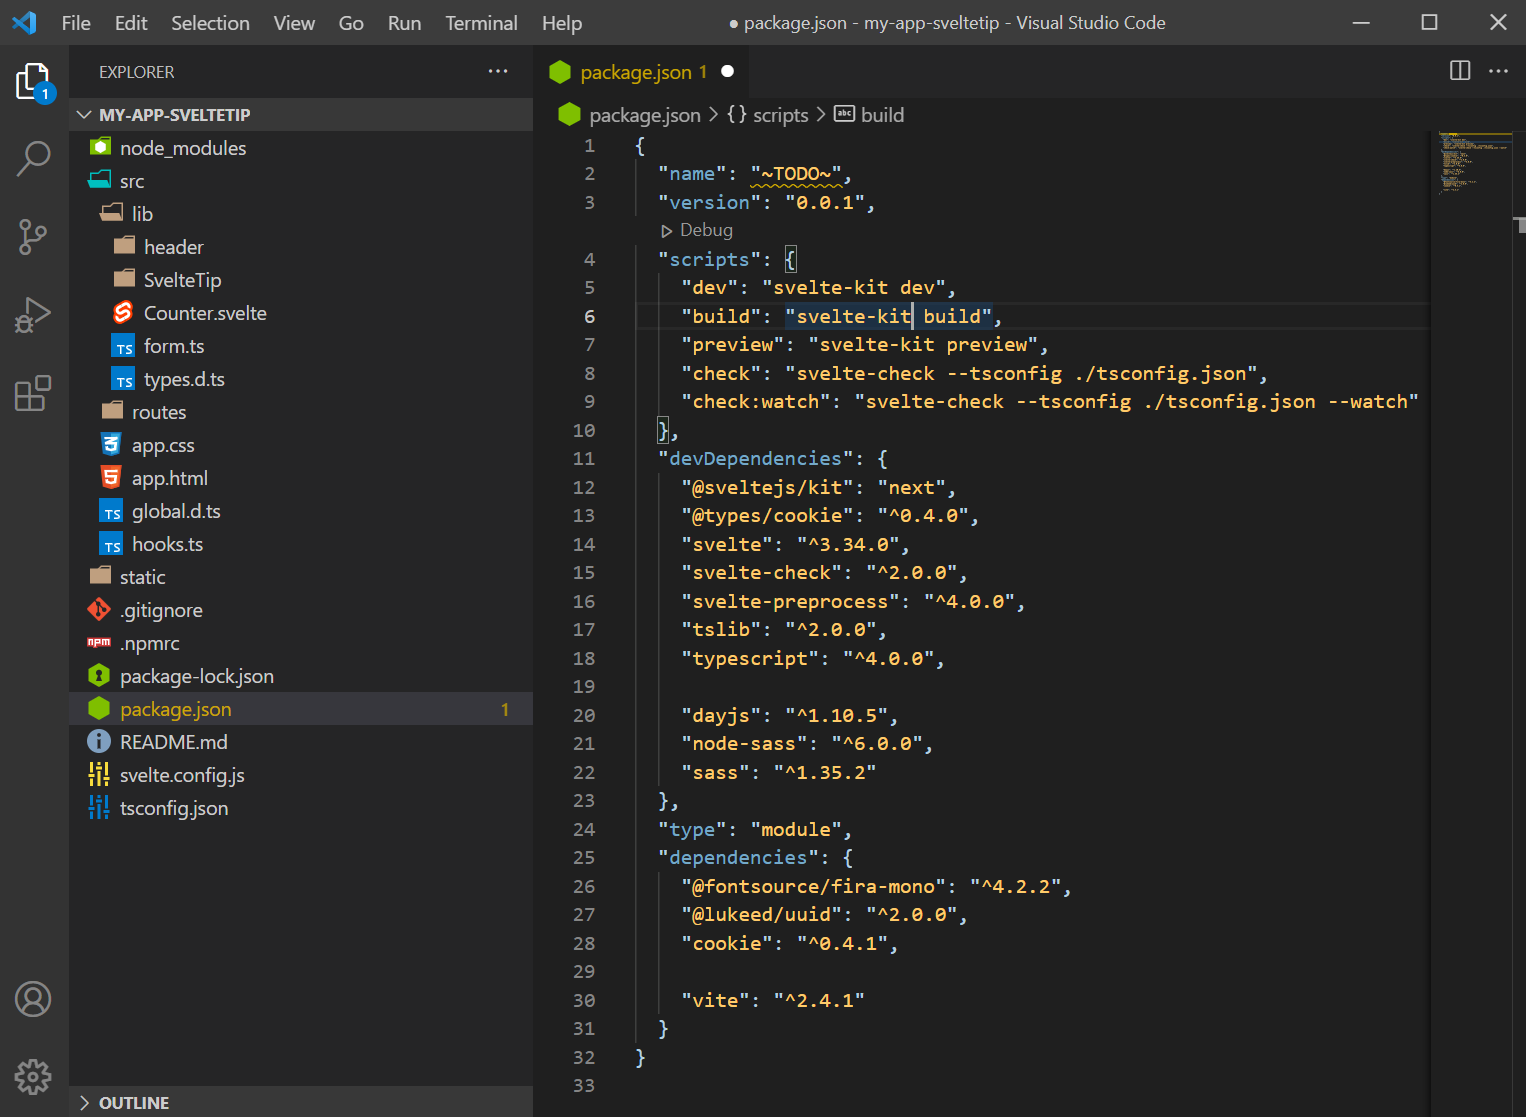 File Edit Selection View Go Run Terminal Help ● package.json - my-app-sveltetip - Visual Studio Code
1
EXPLORER
MY-APP-SVELTETIP
node_modules
src
lib
header
SvelteTip
Counter.svelte
TS form.ts
TS types.d.ts
routes
app.css
app.html
TS global.d.ts
TS hooks.ts
static
.gitignore
npm .npmrc
package-lock.json
package.json 1
README.md
svelte.config.js
tsconfig.json
OUTLINE
package.json 1
package.json > {} scripts > abc build
1 {
2 "name": "~TODO~",
3 "version": "0.0.1",
Debug
4 "scripts": {
5 "dev": "svelte-kit dev",
6 "build": "svelte-kit build",
7 "preview": "svelte-kit preview",
8 "check": "svelte-check --tsconfig ./tsconfig.json",
9 "check:watch": "svelte-check --tsconfig ./tsconfig.json --watch"
10 },
11 "devDependencies": {
12 "@sveltejs/kit": "next",
13 "@types/cookie": "^0.4.0",
14 "svelte": "^3.34.0",
15 "svelte-check": "^2.0.0",
16 "svelte-preprocess": "^4.0.0",
17 "tslib": "^2.0.0",
18 "typescript": "^4.0.0",
19
20 "dayjs": "^1.10.5",
21 "node-sass": "^6.0.0",
22 "sass": "^1.35.2"
23 },
24 "type": "module",
25 "dependencies": {
26 "@fontsource/fira-mono": "^4.2.2",
27 "@lukeed/uuid": "^2.0.0",
28 "cookie": "^0.4.1",
29
30 "vite": "^2.4.1"
31 }
32 }
33